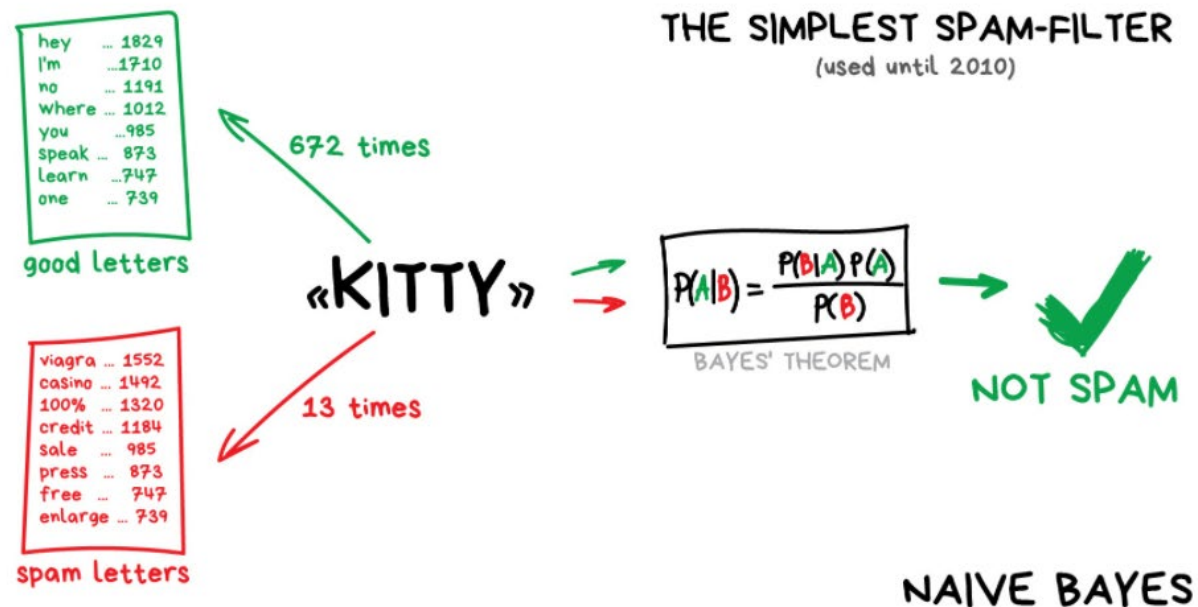 THE SIMPLEST SPAM-FILTER
(used until 2010)
hey ... 1829
I'm ...1710
no ... 1191
where ... 1012
you ...985
speak ... 873
learn ...747
one ... 739
good letters
672 times
«KITTY»
13 times
viagra ... 1552
casino ... 1492
100% ... 1320
credit ... 1184
sale ... 985
press ... 873
free ... 747
enlarge ... 739
spam letters
P(A|B) = P(B|A) P(A)
P(B)
BAYES' THEOREM
NOT SPAM
NAIVE BAYES